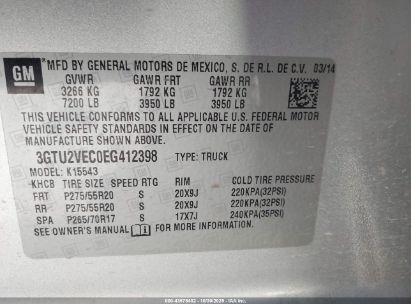 GM
*MFD BY GENERAL MOTORS DE MEXICO, S. DE R.L. DE C.V. 03/14
GVWR GAWR FRT GAWR RR
3266 KG 1792 KG 1792 KG
7200 LB 3950 LB 3950 LB
THIS VEHICLE CONFORMS TO ALL APPLICABLE U.S. FEDERAL MOTOR
VEHICLE SAFETY STANDARDS IN EFFECT ON THE DATE OF
MANUFACTURE SHOWN ABOVE.
3GTU2VEC0EG412398 TYPE: TRUCK
MODEL: K15543
KHCB TIRE SIZE SPEED RTG RIM COLD TIRE PRESSURE
FRT P275/55R20 S 20X9J 220KPA(32PSI)
RR P275/55R20 S 20X9J 220KPA(32PSI)
SPA P265/70R17 S 17X7J 240KPA(35PSI)
SEE OWNER'S MANUAL FOR ADDITIONAL INFORMATION.